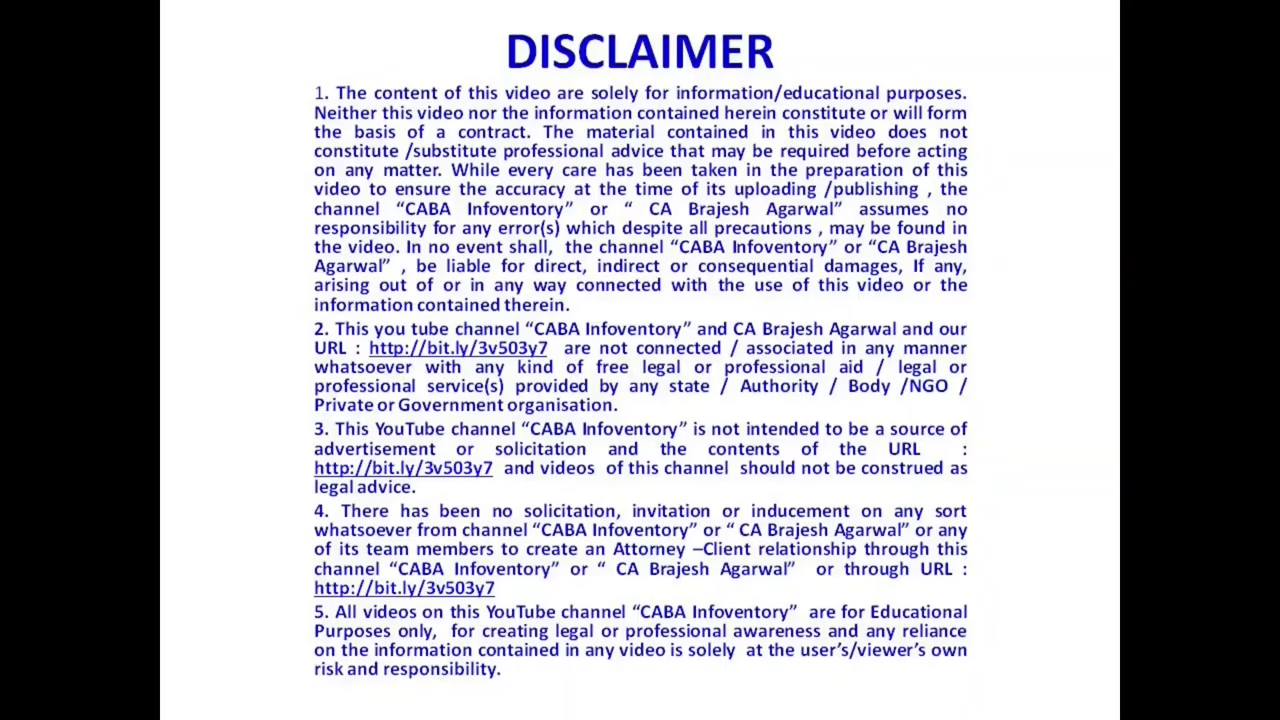 DISCLAIMER
1. The content of this video are solely for information/educational purposes.
Neither this video nor the information contained herein constitute or will form
the basis of a contract. The material contained in this video does not
constitute /substitute professional advice that may be required before acting
on any matter. While every care has been taken in the preparation of this
video to ensure the accuracy at the time of its uploading /publishing , the
channel “CABA Infoventory” or “ CA Brajesh Agarwal” assumes no
responsibility for any error(s) which despite all precautions , may be found in
the video. In no event shall, the channel “CABA Infoventory” or “CA Brajesh
Agarwal” , be liable for direct, indirect or consequential damages, If any,
arising out of or in any way connected with the use of this video or the
information contained therein.
2. This you tube channel “CABA Infoventory” and CA Brajesh Agarwal and our
URL : http://bit.ly/3v503y7 are not connected / associated in any manner
whatsoever with any kind of free legal or professional aid / legal or
professional service(s) provided by any state / Authority / Body /NGO /
Private or Government organisation.
3. This YouTube channel “CABA Infoventory” is not intended to be a source of
advertisement or solicitation and the contents of the URL :
http://bit.ly/3v503y7 and videos of this channel should not be construed as
legal advice.
4. There has been no solicitation, invitation or inducement on any sort
whatsoever from channel “CABA Infoventory” or “ CA Brajesh Agarwal” or any
of its team members to create an Attorney –Client relationship through this
channel “CABA Infoventory” or “ CA Brajesh Agarwal” or through URL :
http://bit.ly/3v503y7
5. All videos on this YouTube channel “CABA Infoventory” are for Educational
Purposes only, for creating legal or professional awareness and any reliance
on the information contained in any video is solely at the user’s/viewer’s own
risk and responsibility.